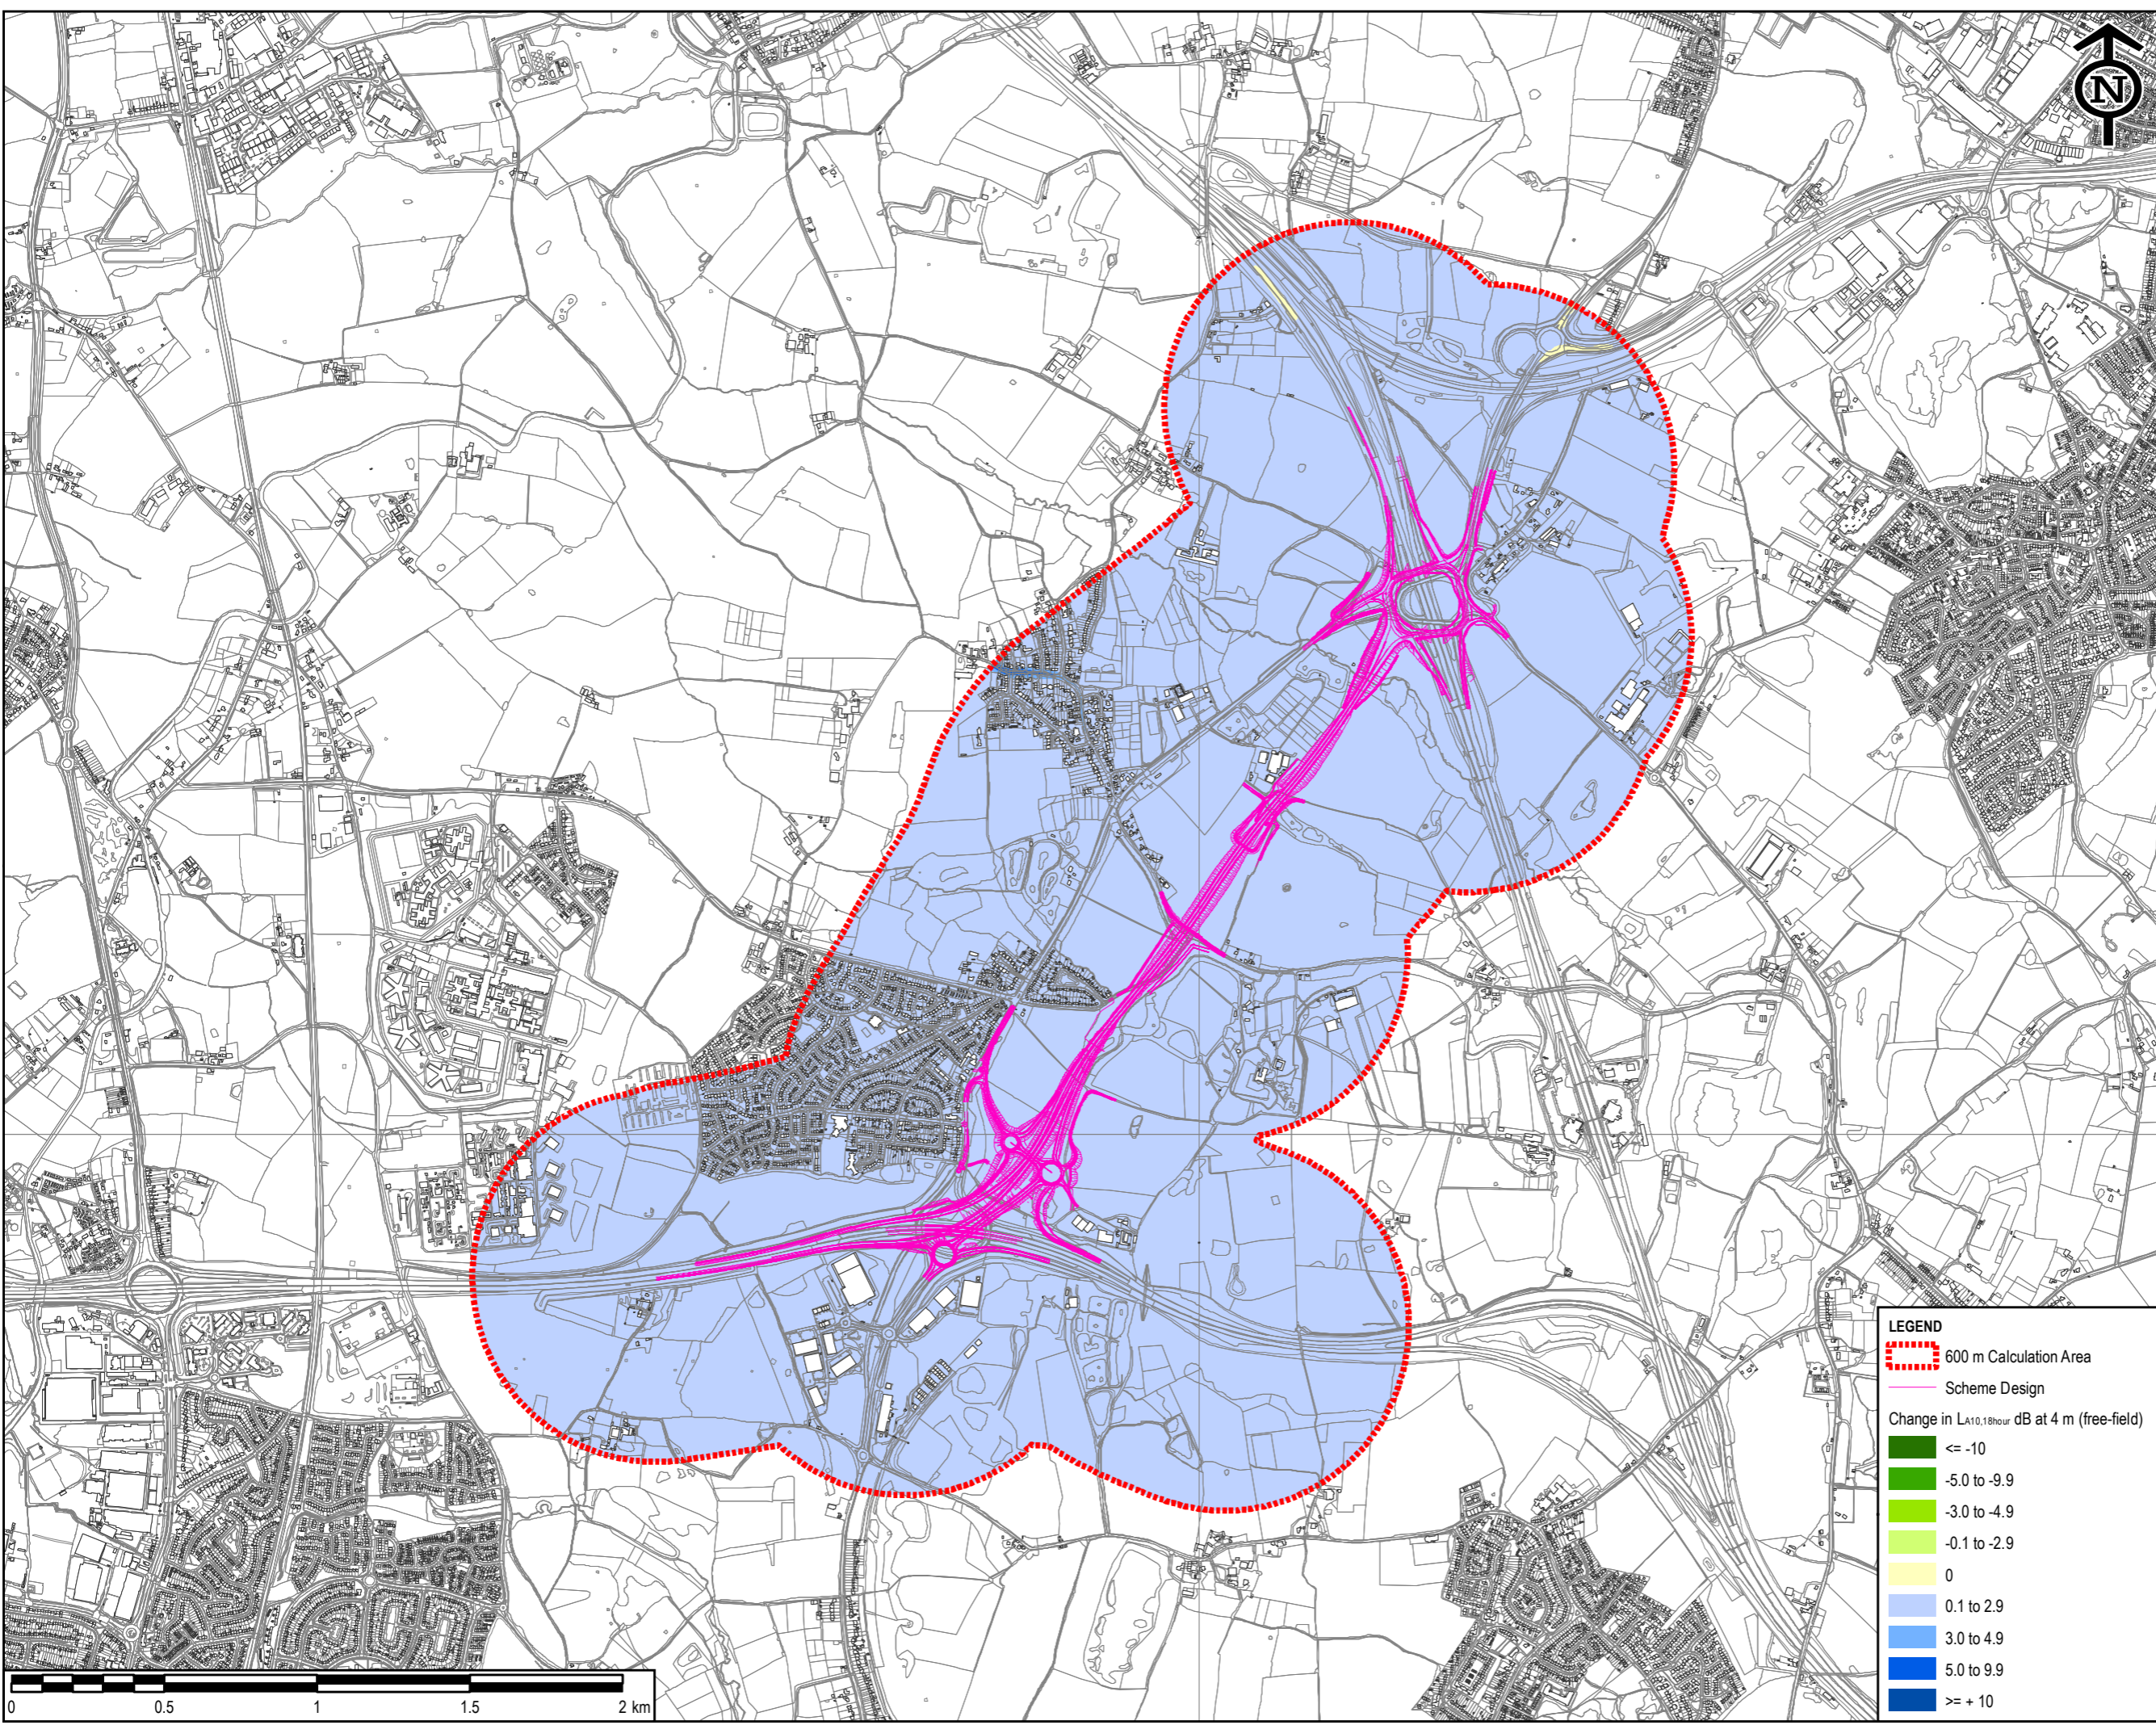 N
LEGEND
600 m Calculation Area
Scheme Design
Change in LA10,18hour dB at 4 m (free-field)
<= -10
-5.0 to -9.9
-3.0 to -4.9
-0.1 to -2.9
0
0.1 to 2.9
3.0 to 4.9
5.0 to 9.9
>= + 10
0 0.5 1 1.5 2 km